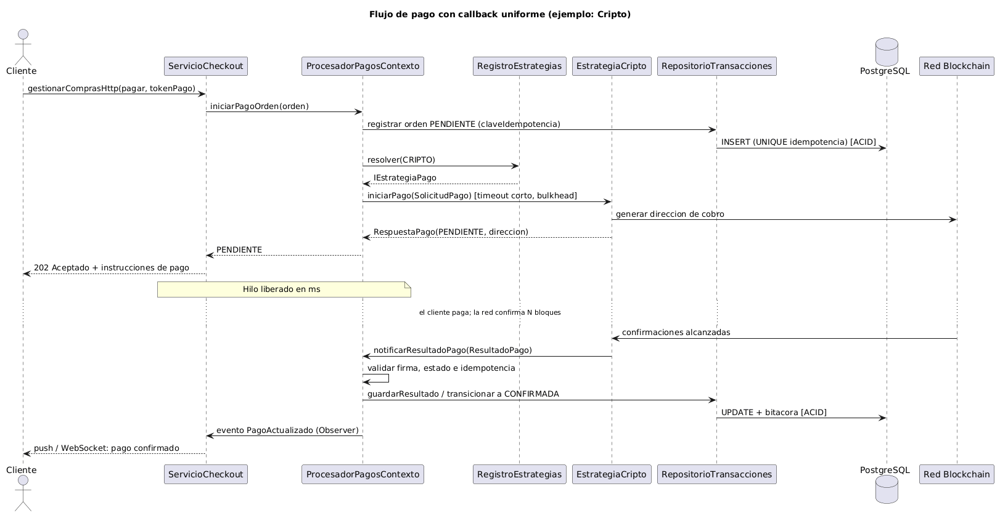 Flujo de pago con callback uniforme (ejemplo: Cripto)
Cliente
ServicioCheckout
ProcesadorPagosContexto
RegistroEstrategias
EstrategiaCripto
RepositorioTransacciones
PostgreSQL
Red Blockchain
gestionarComprasHttp(pagar, tokenPago)
iniciarPagoOrden(orden)
registrar orden PENDIENTE (claveIdempotencia)
INSERT (UNIQUE idempotencia) [ACID]
resolver(CRIPTO)
IEstrategiaPago
iniciarPago(SolicitudPago) [timeout corto, bulkhead]
generar direccion de cobro
RespuestaPago(PENDIENTE, direccion)
PENDIENTE
202 Aceptado + instrucciones de pago
Hilo liberado en ms
el cliente paga; la red confirma N bloques
confirmaciones alcanzadas
notificarResultadoPago(ResultadoPago)
validar firma, estado e idempotencia
guardarResultado / transicionar a CONFIRMADA
UPDATE + bitacora [ACID]
evento PagoActualizado (Observer)
push / WebSocket: pago confirmado
Cliente
ServicioCheckout
ProcesadorPagosContexto
RegistroEstrategias
EstrategiaCripto
RepositorioTransacciones
PostgreSQL
Red Blockchain